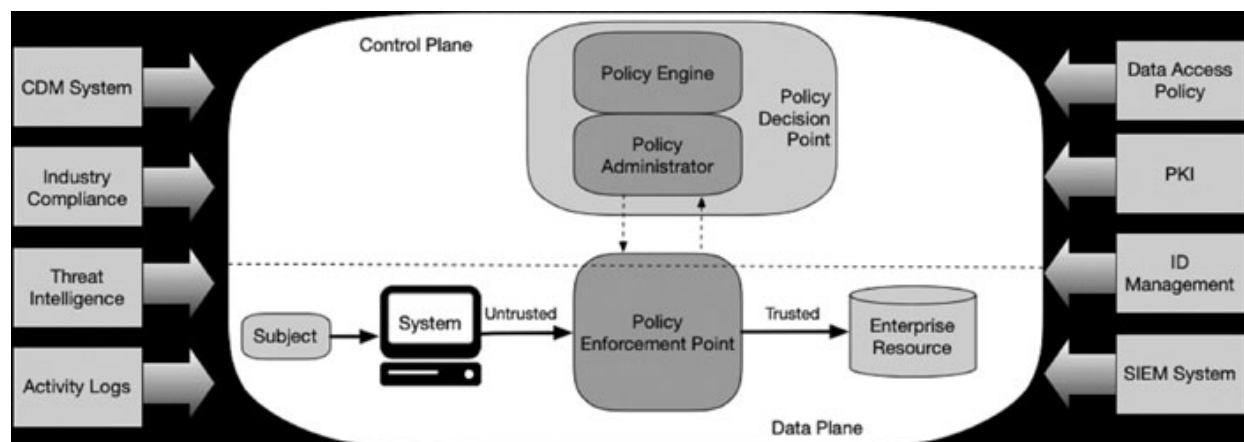 Control Plane
CDM System
Industry
Compliance
Threat
Intelligence
Activity Logs
Policy Engine
Policy
Administrator
Policy
Decision
Point
Subject
System
Untrusted
Policy
Enforcement Point
Trusted
Enterprise
Resource
Data Plane
Data Access
Policy
PKI
ID
Management
SIEM System